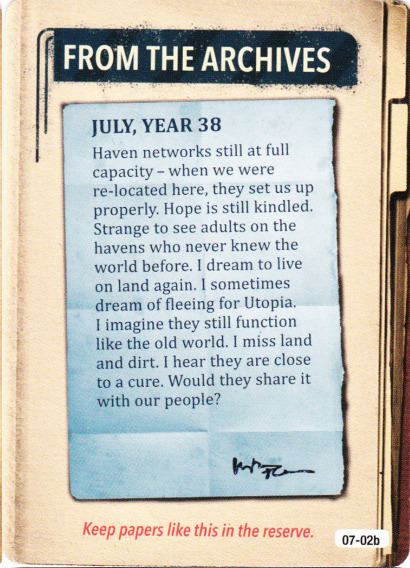 FROM THE ARCHIVES
JULY, YEAR 38
Haven networks still at full
capacity – when we were
re-located here, they set us up
properly. Hope is still kindled.
Strange to see adults on the
havens who never knew the
world before. I dream to live
on land again. I sometimes
dream of fleeing for Utopia.
I imagine they still function
like the old world. I miss land
and dirt. I hear they are close
to a cure. Would they share it
with our people?
Keep papers like this in the reserve.
07-02b